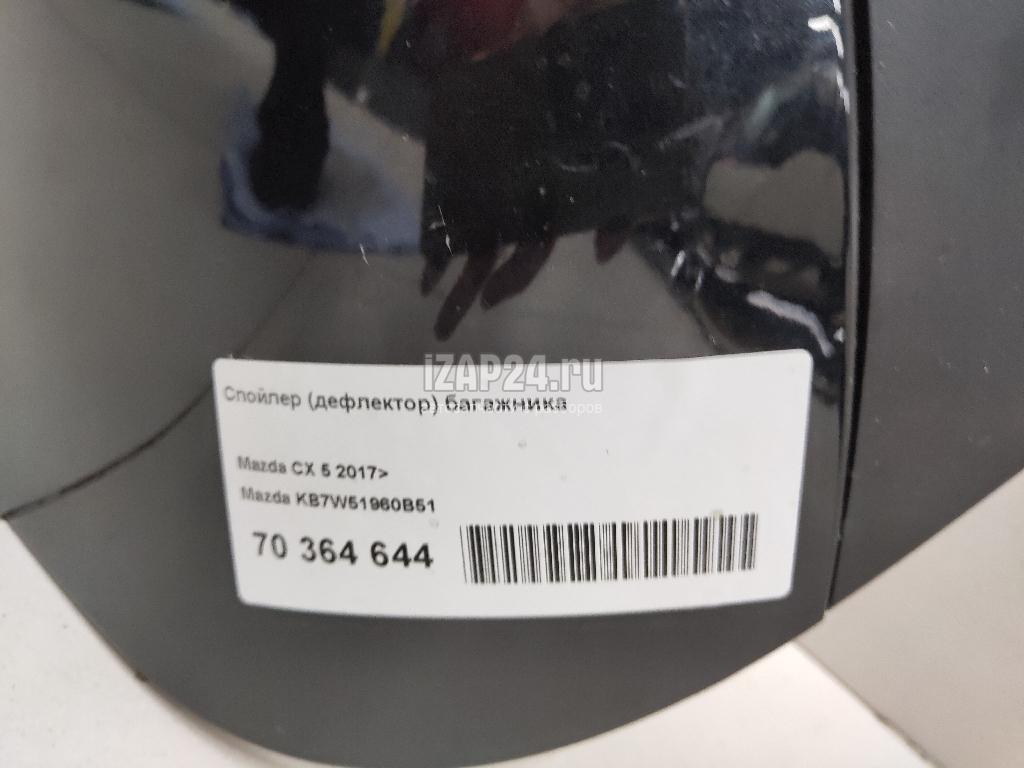 iZAP24.ru
Спойлер (дефлектор) багажника
Mazda CX 5 2017>
Mazda KB7W51960B51
70 364 644